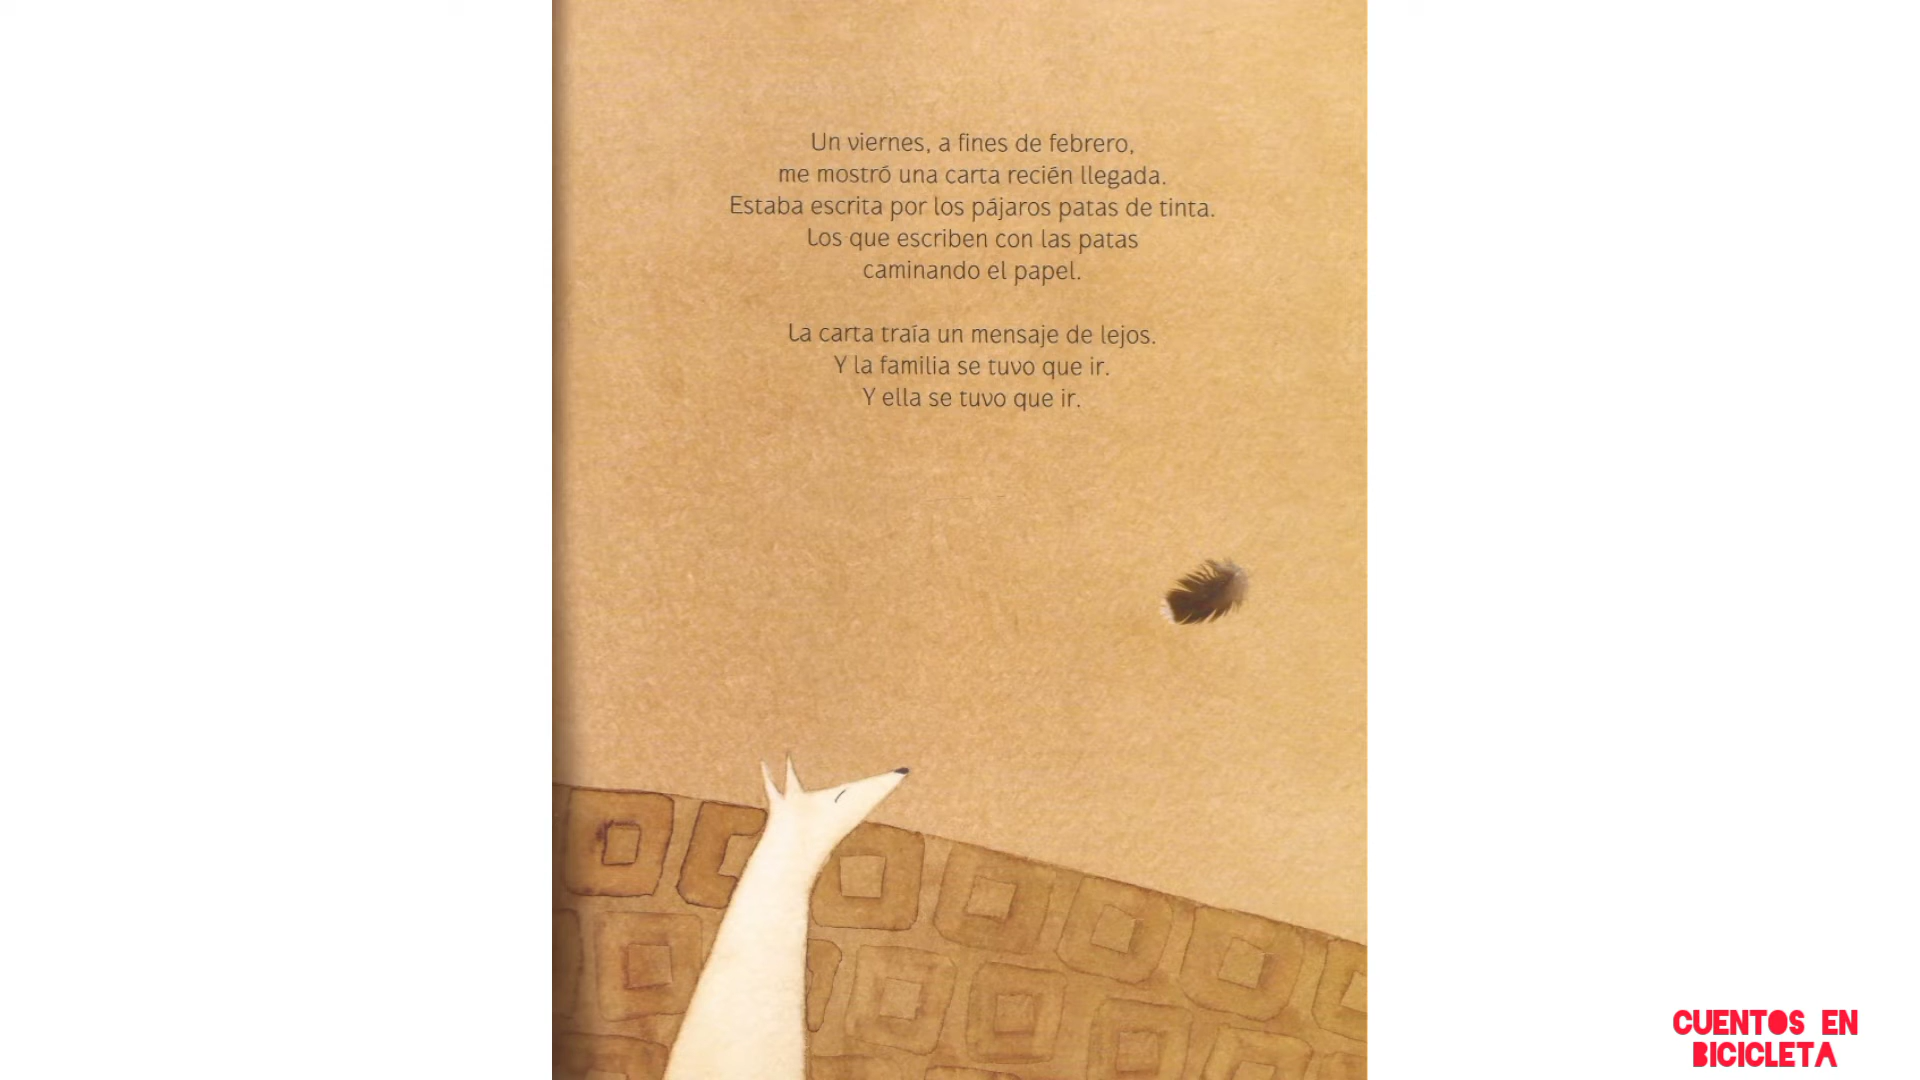 Un viernes, a fines de febrero,
me mostró una carta recién llegada.
Estaba escrita por los pájaros patas de tinta.
Los que escriben con las patas
caminando el papel.
La carta traía un mensaje de lejos.
Y la familia se tuvo que ir.
Y ella se tuvo que ir.
CUENTOS EN
BICICLETA